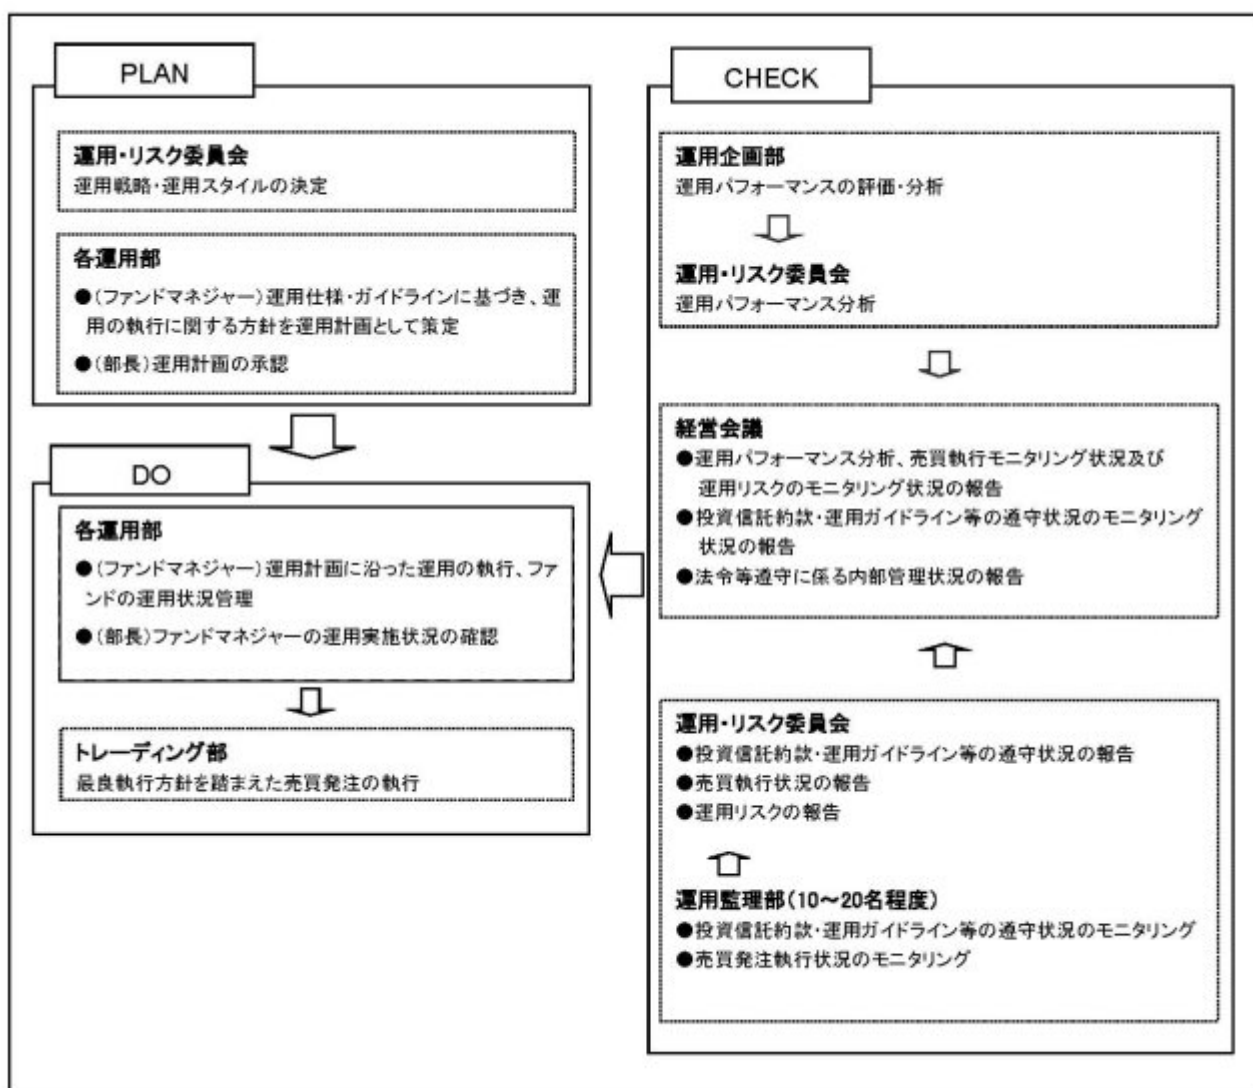 PLAN
運用・リスク委員会
運用戦略・運用スタイルの決定
各運用部
●(ファンドマネジャー)運用仕様・ガイドラインに基づき、運
用の執行に関する方針を運用計画として策定
●(部長)運用計画の承認
DO
各運用部
●(ファンドマネジャー)運用計画に沿った運用の執行、ファ
ンドの運用状況管理
●(部長)ファンドマネジャーの運用実施状況の確認
トレーディング部
最良執行方針を踏まえた売買発注の執行
CHECK
運用企画部
運用パフォーマンスの評価・分析
運用・リスク委員会
運用パフォーマンス分析
経営会議
●運用パフォーマンス分析、売買執行モニタリング状況及び
運用リスクのモニタリング状況の報告
●投資信託約款・運用ガイドライン等の遵守状況のモニタリング
状況の報告
●法令等遵守に係る内部管理状況の報告
運用・リスク委員会
●投資信託約款・運用ガイドライン等の遵守状況の報告
●売買執行状況の報告
●運用リスクの報告
運用監理部(10～20名程度)
●投資信託約款・運用ガイドライン等の遵守状況のモニタリング
●売買発注執行状況のモニタリング